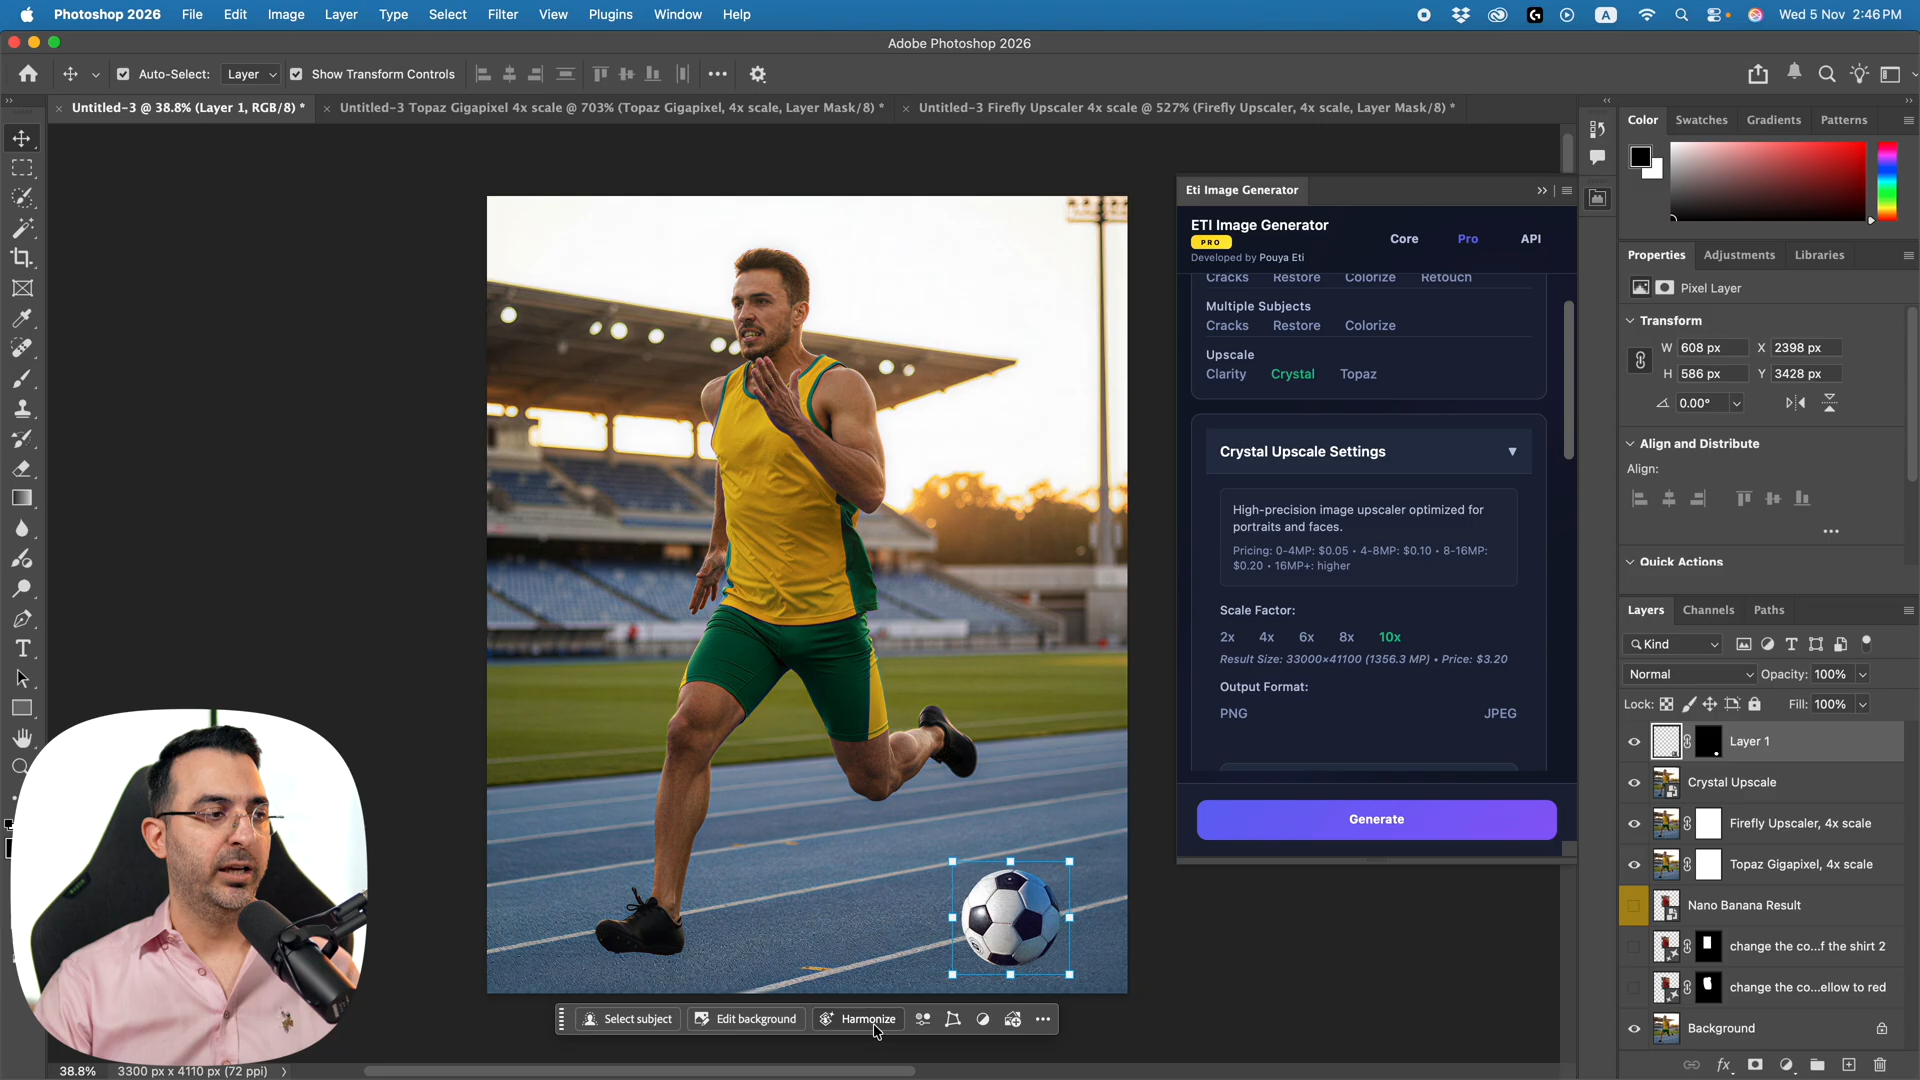 Photoshop 2026 File Edit Image Layer Type Select Filter View Plugins Window Help A Wed 5 Nov 2:46 PM
Adobe Photoshop 2026
Auto-Select: Layer Show Transform Controls
Untitled-3 @ 38.8% (Layer 1, RGB/8) * Untitled-3 Topaz Gigapixel 4x scale @ 703% (Topaz Gigapixel, 4x scale, Layer Mask/8) * Untitled-3 Firefly Upscaler 4x scale @ 527% (Firefly Upscaler, 4x scale, Layer Mask/8) *
Color Swatches Gradients Patterns
Eti Image Generator
ETI Image Generator
PRO
Developed by Pouya Eti
Core Pro API
Cracks Restore Colorize Retouch
Multiple Subjects
Cracks Restore Colorize
Upscale
Clarity Crystal Topaz
Crystal Upscale Settings
High-precision image upscaler optimized for
portraits and faces.
Pricing: 0-4MP: $0.05 • 4-8MP: $0.10 • 8-16MP:
$0.20 • 16MP+: higher
Scale Factor:
2x 4x 6x 8x 10x
Result Size: 33000×41100 (1356.3 MP) • Price: $3.20
Output Format:
PNG JPEG
Generate
Properties Adjustments Libraries
Pixel Layer
Transform
W 608 px X 2398 px
H 586 px Y 3428 px
0.00°
Align and Distribute
Align:
Quick Actions
Layers Channels Paths
Kind
Normal Opacity: 100%
Lock: Fill: 100%
Layer 1
Crystal Upscale
Firefly Upscaler, 4x scale
Topaz Gigapixel, 4x scale
Nano Banana Result
change the co...f the shirt 2
change the co...ellow to red
Background
Select subject Edit background Harmonize
38.8% 3300 px x 4110 px (72 ppi)